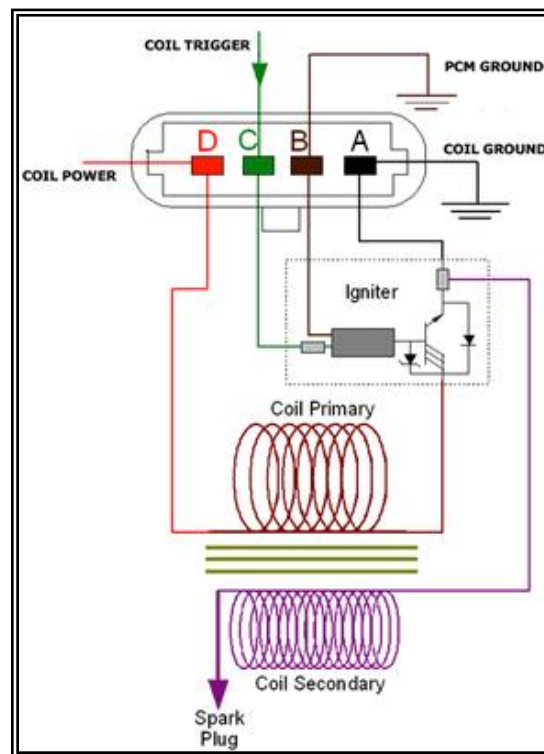 COIL TRIGGER
PCM GROUND
D C B A
COIL POWER
COIL GROUND
Igniter
Coil Primary
Coil Secondary
Spark
Plug